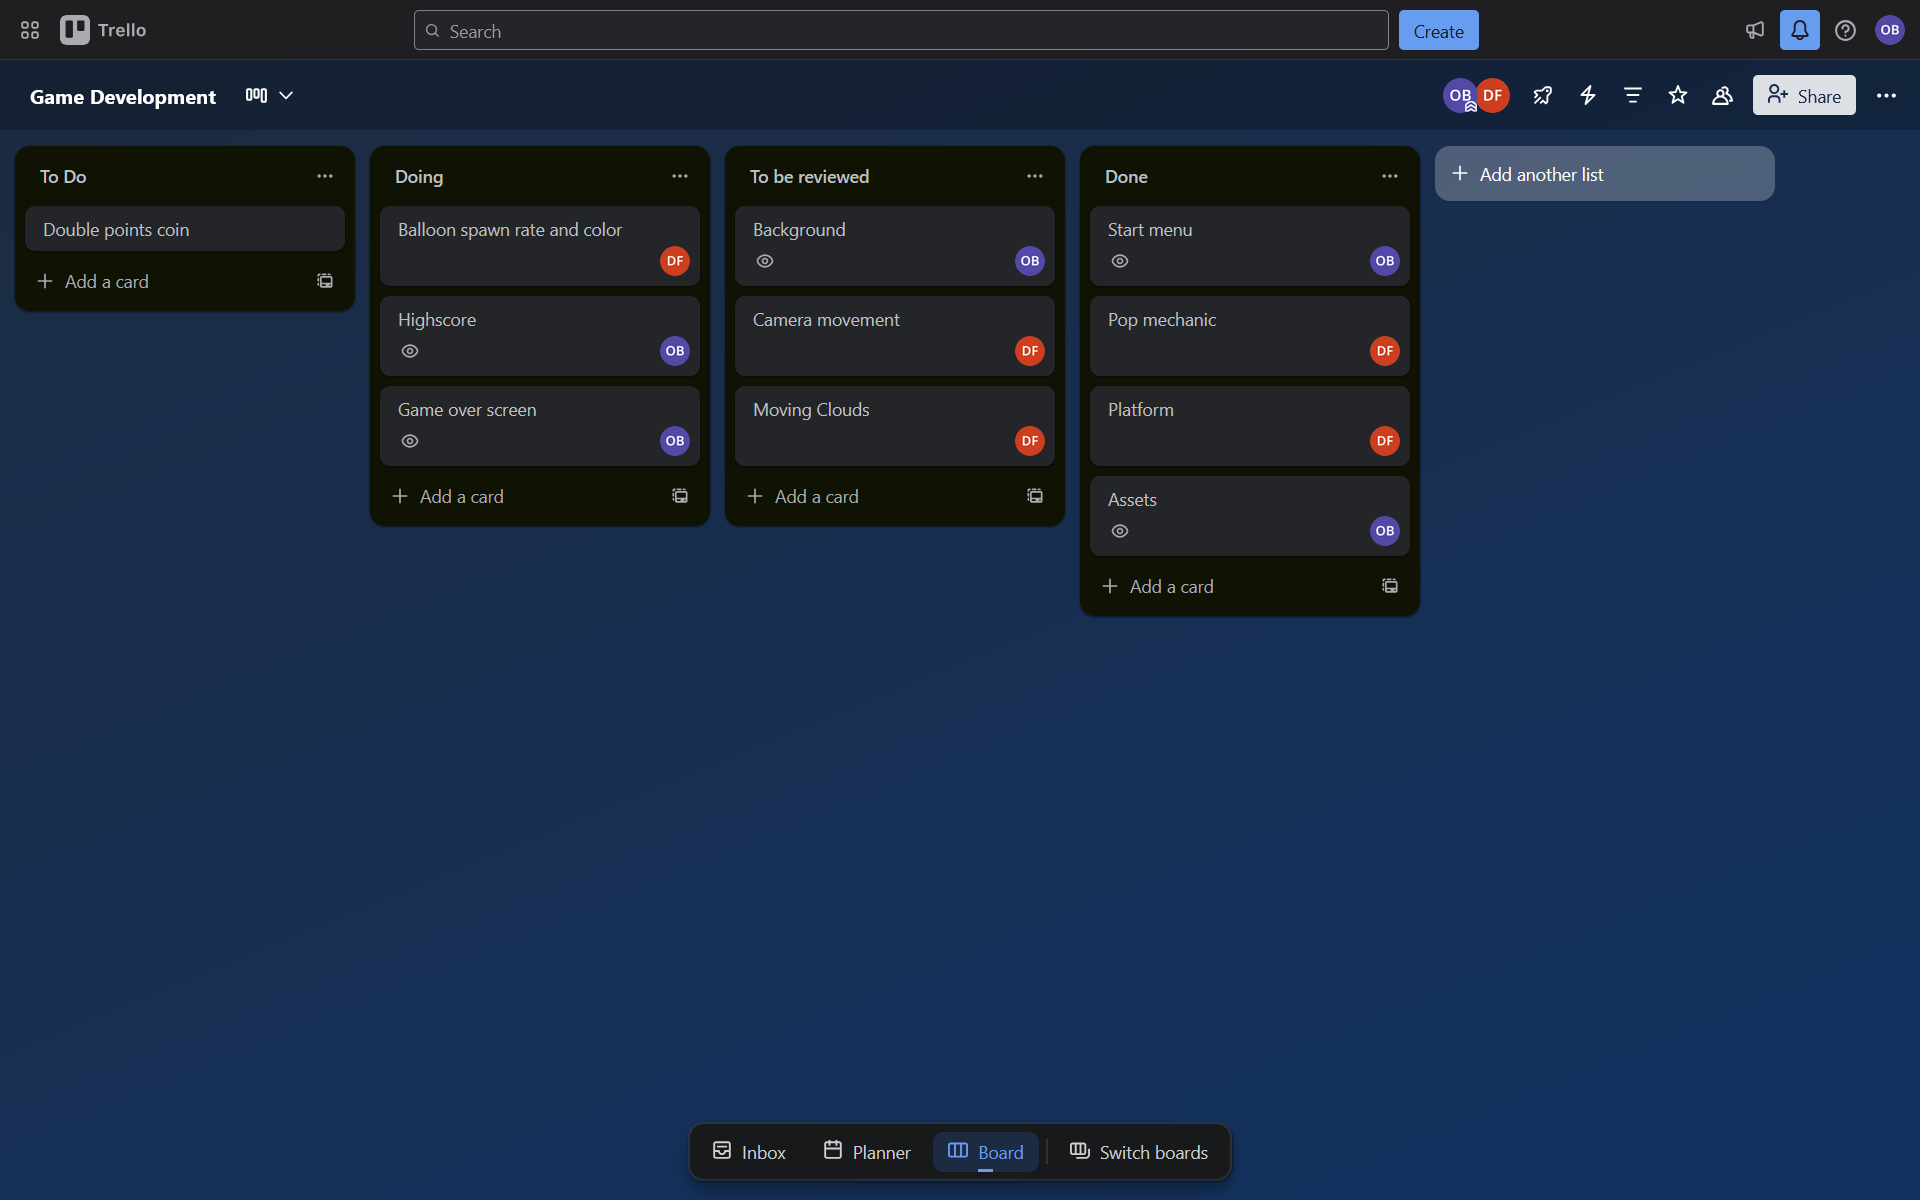 Trello
Search
Create
OB
Game Development
OB DF
Share
To Do
Double points coin
Add a card
Doing
Balloon spawn rate and color
DF
Highscore
OB
Game over screen
OB
Add a card
To be reviewed
Background
OB
Camera movement
DF
Moving Clouds
DF
Add a card
Done
Start menu
OB
Pop mechanic
DF
Platform
DF
Assets
OB
Add a card
Add another list
Inbox
Planner
Board
Switch boards